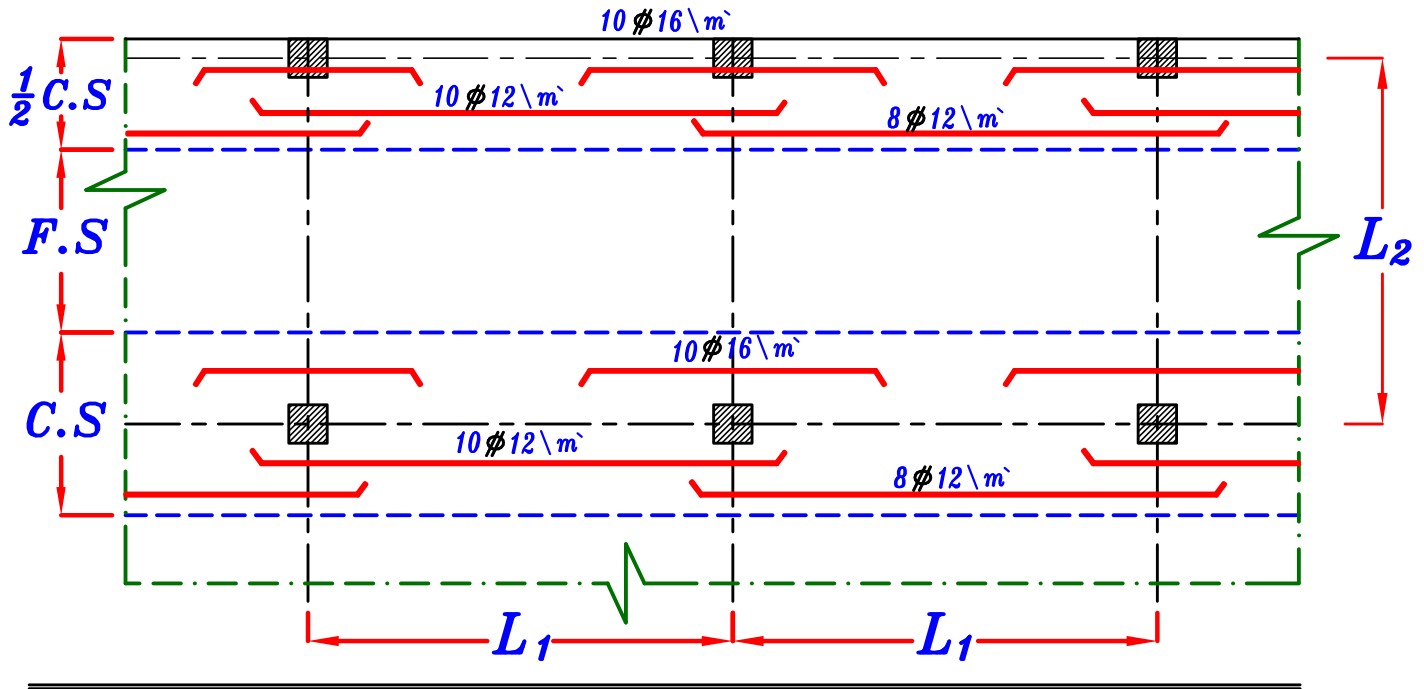 10 ⌀ 16 \ m`
1/2 C.S
10 ⌀ 12 \ m`
8 ⌀ 12 \ m`
F.S
L2
10 ⌀ 16 \ m`
C.S
10 ⌀ 12 \ m`
8 ⌀ 12 \ m`
L1
L1